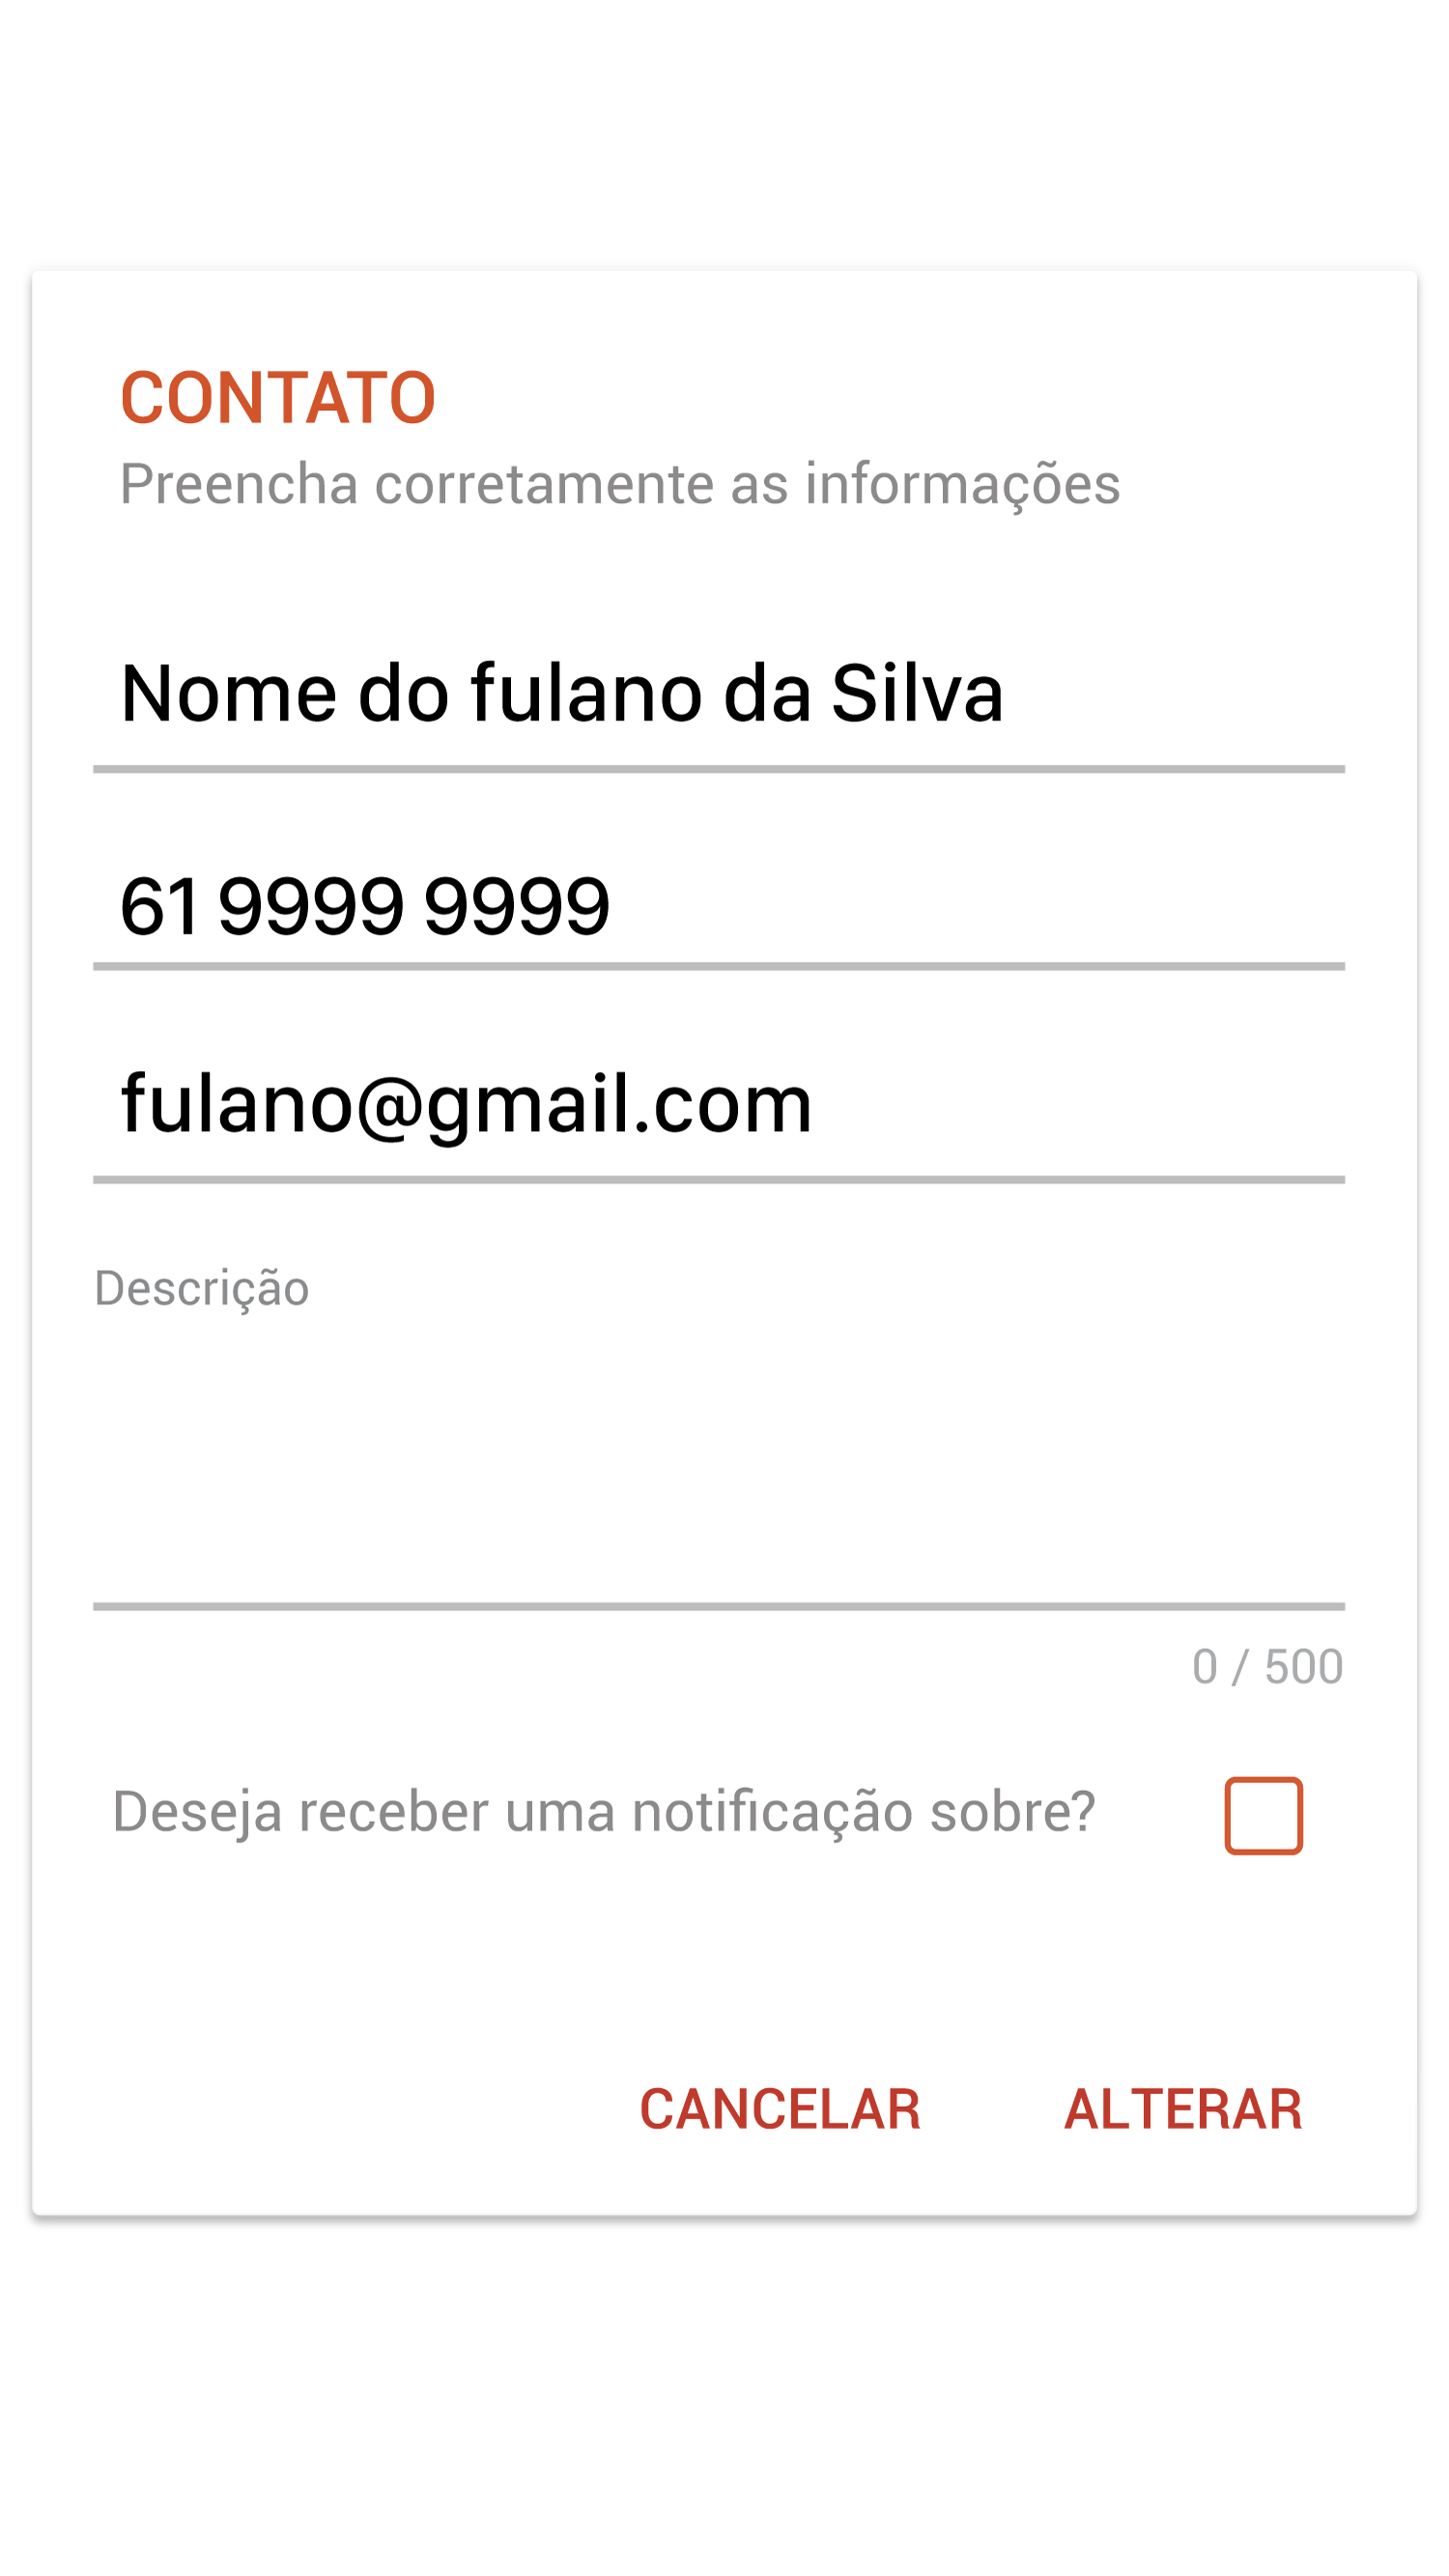 CONTATO
Preencha corretamente as informações
Nome do fulano da Silva
61 9999 9999
fulano@gmail.com
Descrição
0 / 500
Deseja receber uma notificação sobre?
CANCELAR ALTERAR